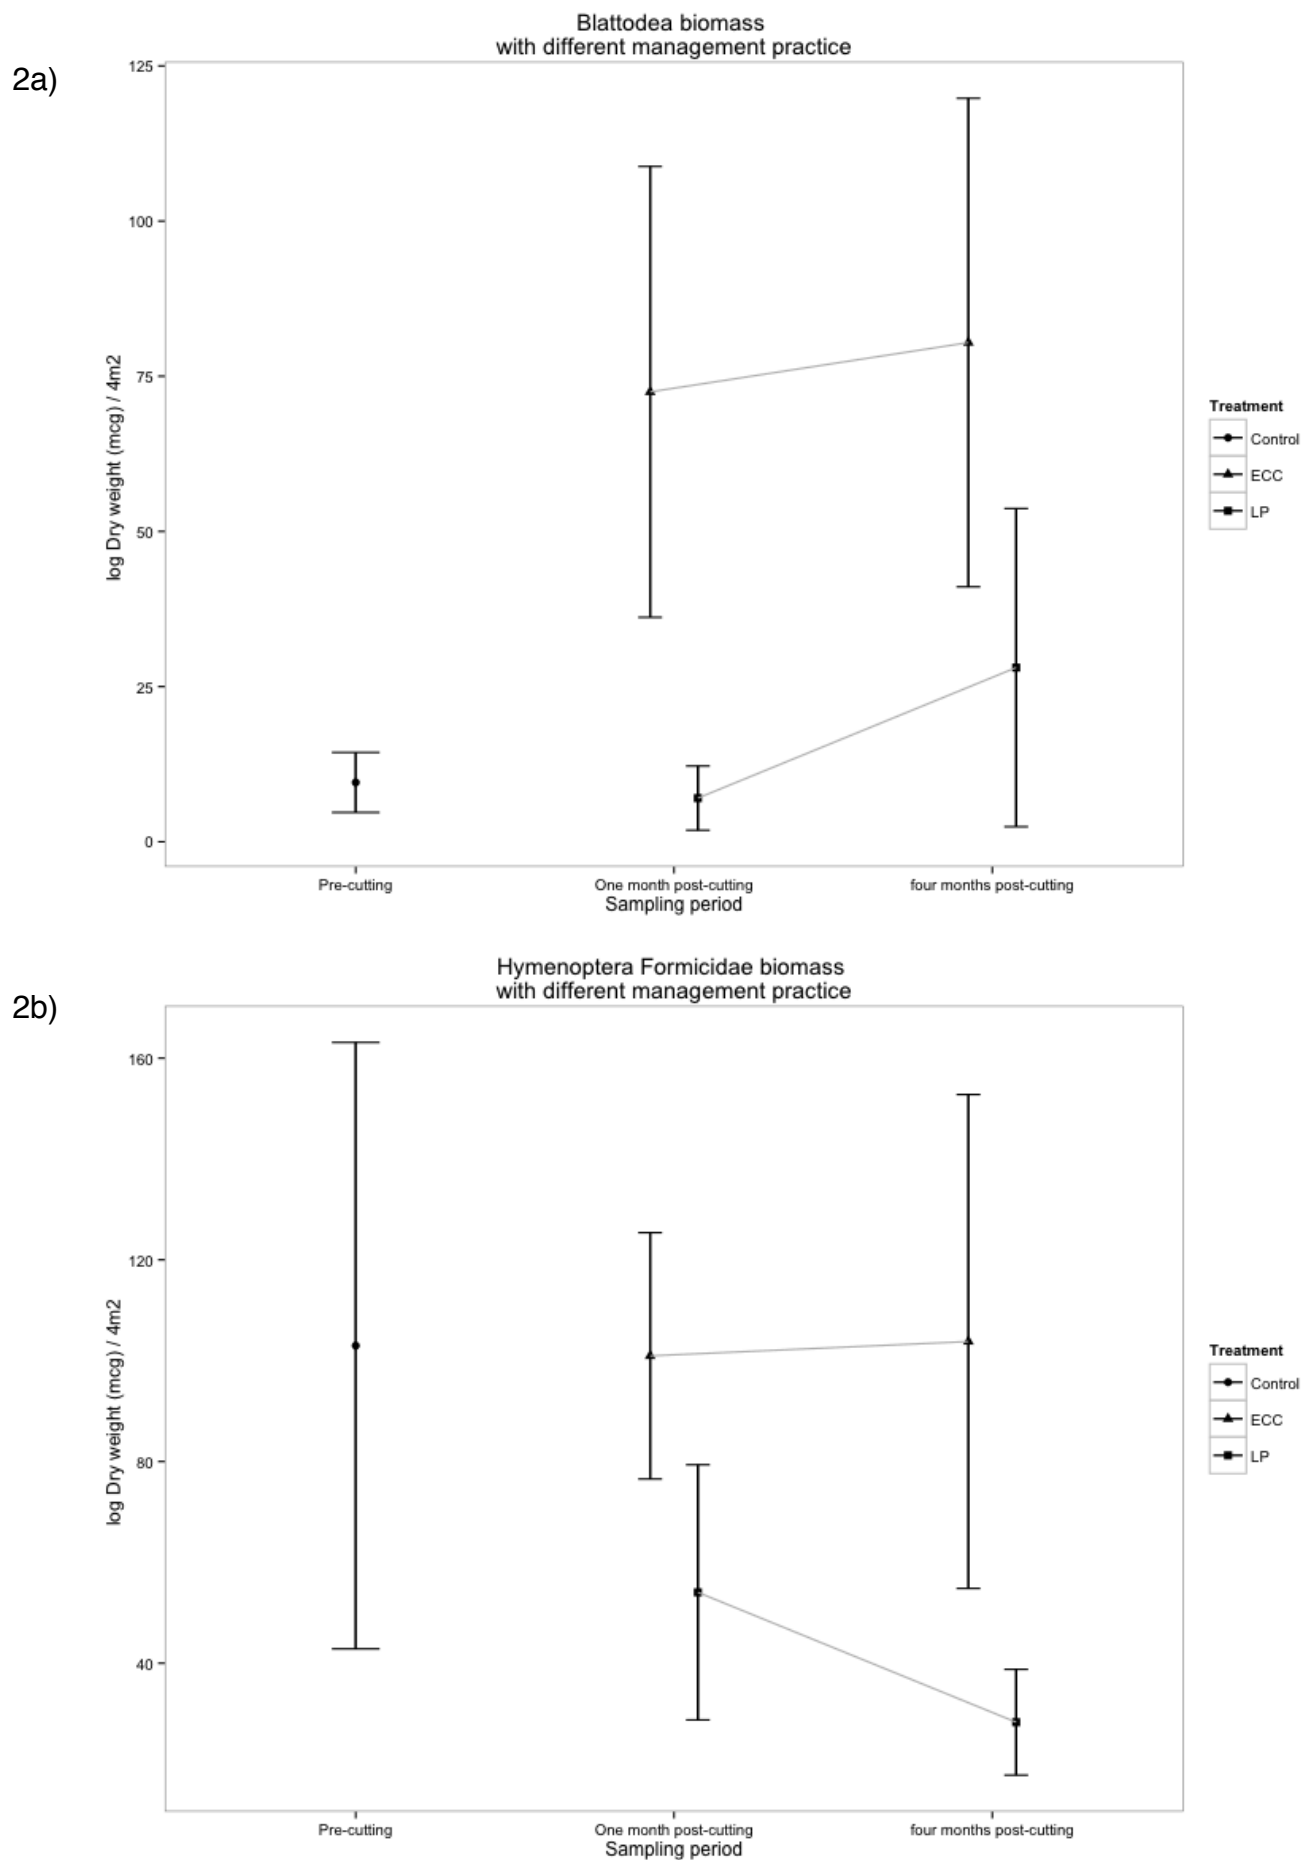 2a)
Blattodea biomass
with different management practice
125
100
75
50
25
0
log Dry weight (mcg) / 4m2
Pre-cutting
One month post-cutting
four months post-cutting
Sampling period
Treatment
Control
ECC
LP
2b)
Hymenoptera Formicidae biomass
with different management practice
160
120
80
40
log Dry weight (mcg) / 4m2
Pre-cutting
One month post-cutting
four months post-cutting
Sampling period
Treatment
Control
ECC
LP